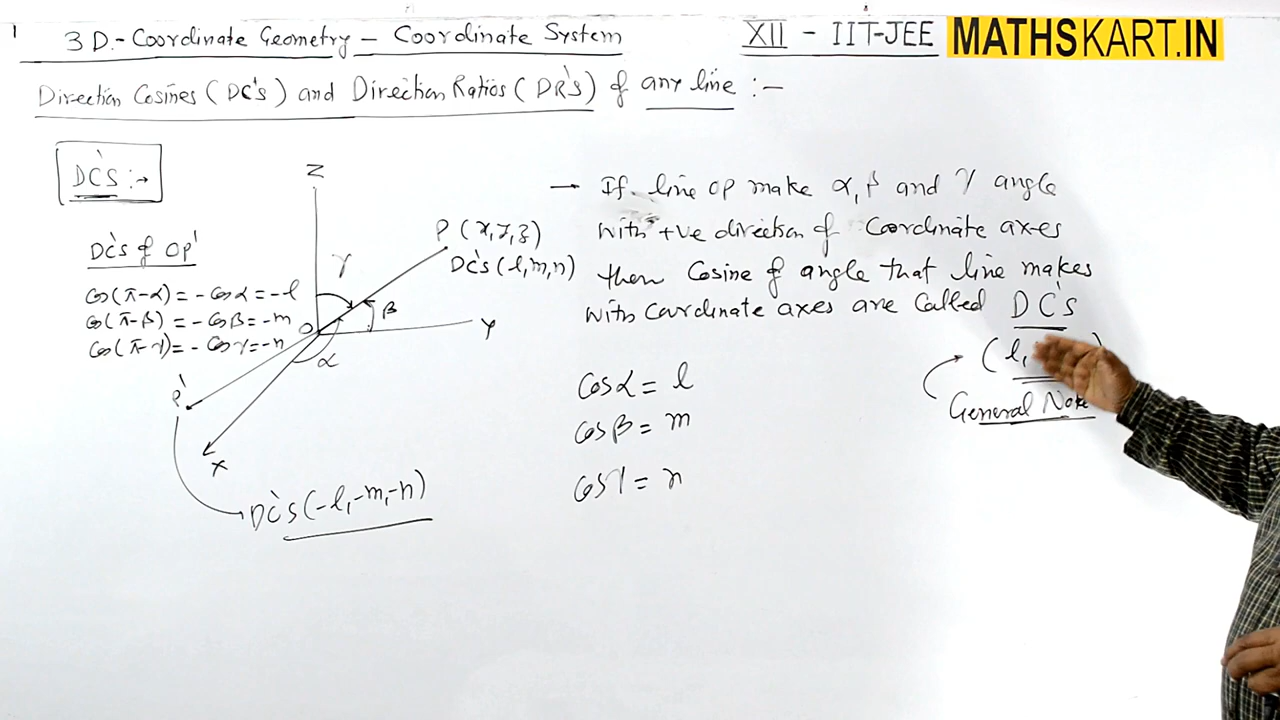 1
3D.-Coordinate Geometry - Coordinate System
XII - IIT-JEE
MATHSKART.IN
Direction Cosines (DC's) and Direction Ratios (DR's) of any line :-
DC's :→
DC's of OP'
cos(π-α) = -cosα = -l
cos(π-β) = -cosβ = -m
cos(π-γ) = -cosγ = -n
Z
P (x,y,z)
DC's (l,m,n)
γ
β
O
Y
α
P'
X
DC's (-l,-m,-n)
→ If line OP make α, β and γ angle
with +ve direction of Coordinate axes
then Cosine of angle that line makes
with Cordinate axes are Called DC's
(l,
General Note
cosα = l
cosβ = m
cosγ = n